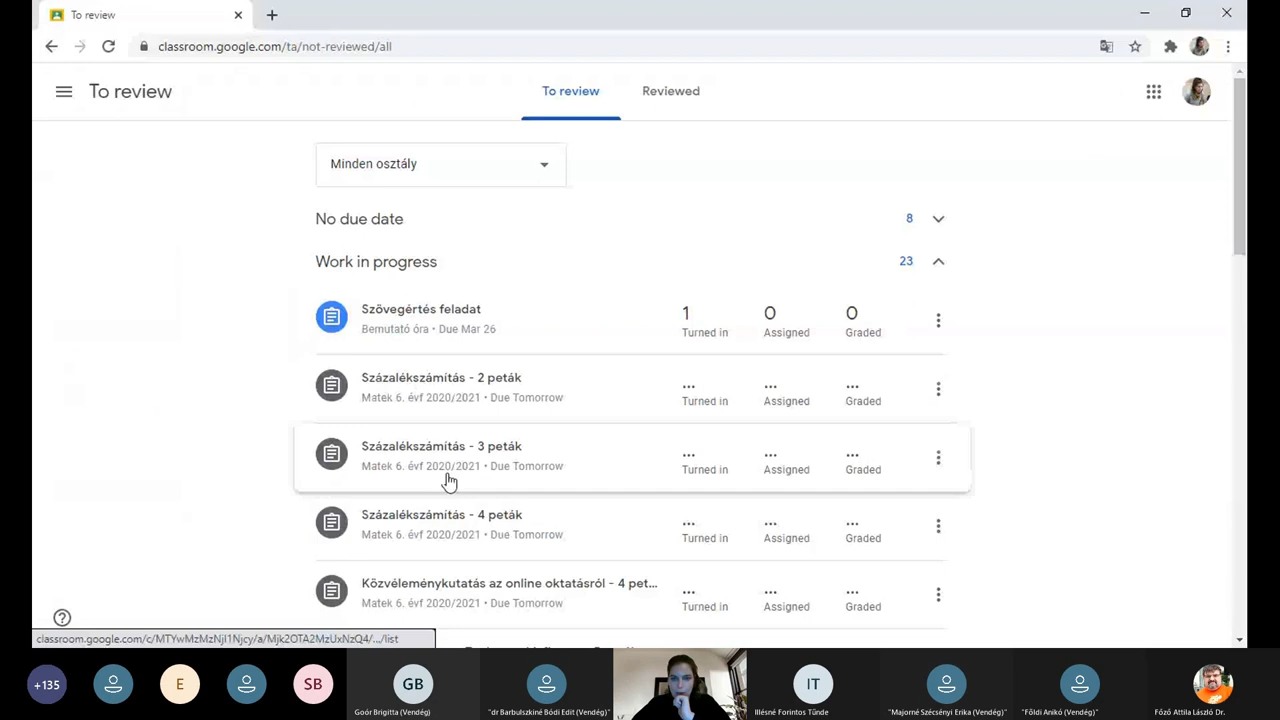 To review
classroom.google.com/ta/not-reviewed/all
To review
To review
Reviewed
Minden osztály
No due date
8
Work in progress
23
Szövegértés feladat
Bemutató óra • Due Mar 26
1
Turned in
0
Assigned
0
Graded
Százalékszámítás - 2 peták
Matek 6. évf 2020/2021 • Due Tomorrow
...
Turned in
...
Assigned
...
Graded
Százalékszámítás - 3 peták
Matek 6. évf 2020/2021 • Due Tomorrow
...
Turned in
...
Assigned
...
Graded
Százalékszámítás - 4 peták
Matek 6. évf 2020/2021 • Due Tomorrow
...
Turned in
...
Assigned
...
Graded
Közvéleménykutatás az online oktatásról - 4 pet...
Matek 6. évf 2020/2021 • Due Tomorrow
...
Turned in
...
Assigned
...
Graded
classroom.google.com/c/MTYwMzMzNjI1Njcy/a/Mjk2OTA2MzUxNzQ4/.../list
+135
E
SB
GB
Goór Brigitta (Vendég)
"dr Barbulszkiné Bódi Edit (Vendég)"
IT
Illésné Forintos Tünde
"Majorné Szécsényi Erika (Vendég)"
"Földi Anikó (Vendég)"
Főző Attila László Dr.